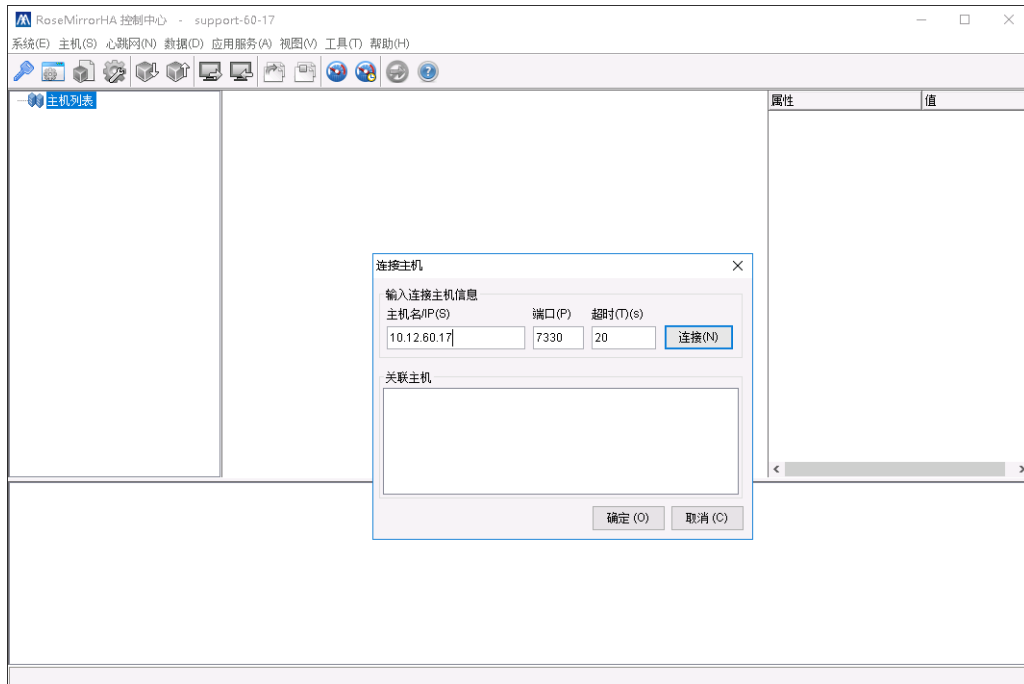 RoseMirrorHA 控制中心 - support-60-17
系统(E) 主机(S) 心跳网(N) 数据(D) 应用服务(A) 视图(V) 工具(T) 帮助(H)
主机列表
属性 值
连接主机
输入连接主机信息
主机名/IP(S) 端口(P) 超时(T)(s)
10.12.60.17 7330 20 连接(N)
关联主机
确定 (O) 取消 (C)